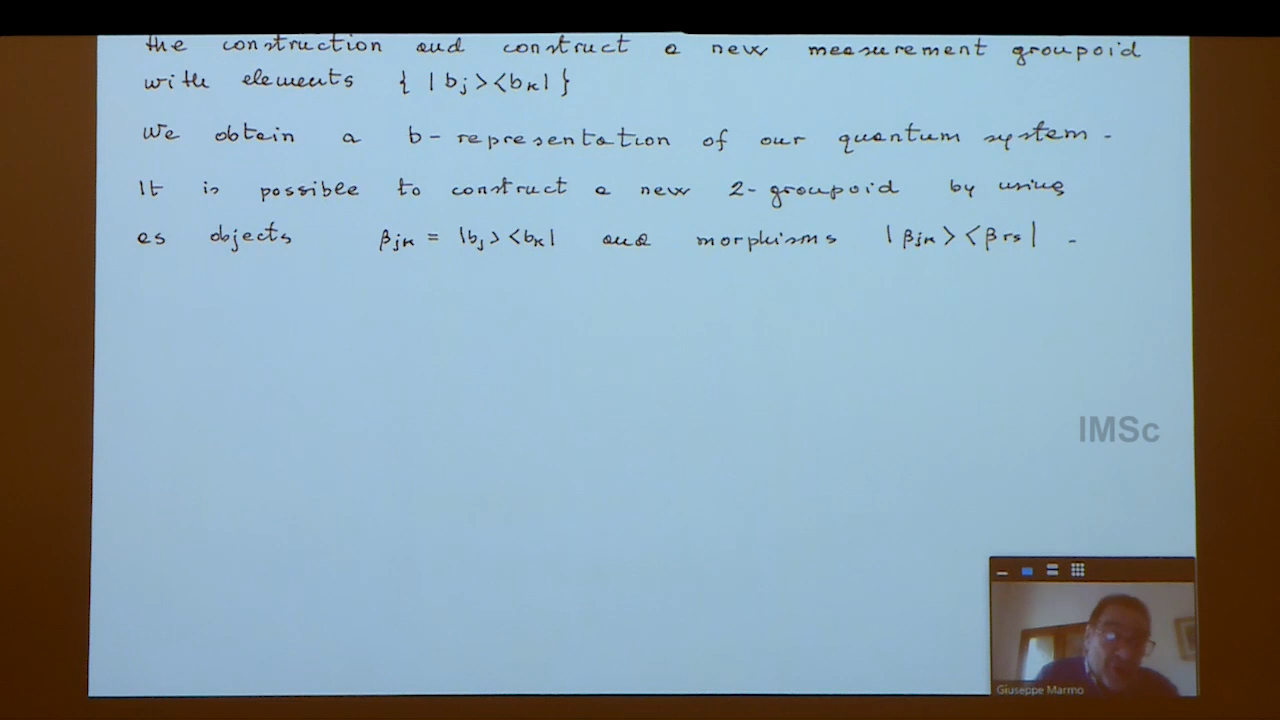 the construction and construct a new measurement groupoid
with elements { |bj><bk| }
We obtain a b-representation of our quantum system.
It is possible to construct a new 2-groupoid by using
as objects βjk = |bj><bk| and morphisms |βjk><βrs| .
IMSc
Giuseppe Marmo